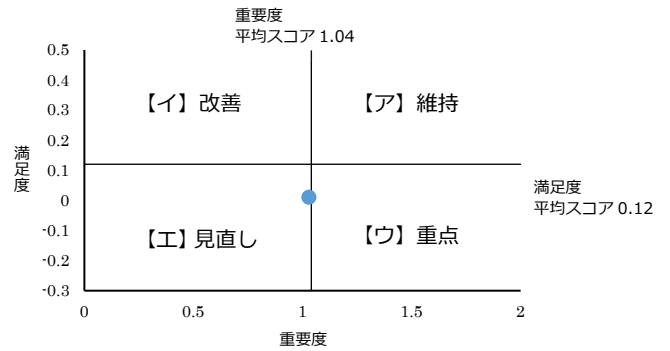 重要度
平均スコア 1.04
0.5
0.4
0.3
0.2
0.1
0
-0.1
-0.2
-0.3
満足度
【イ】改善
【ア】維持
【エ】見直し
【ウ】重点
満足度
平均スコア 0.12
0
0.5
1
1.5
2
重要度